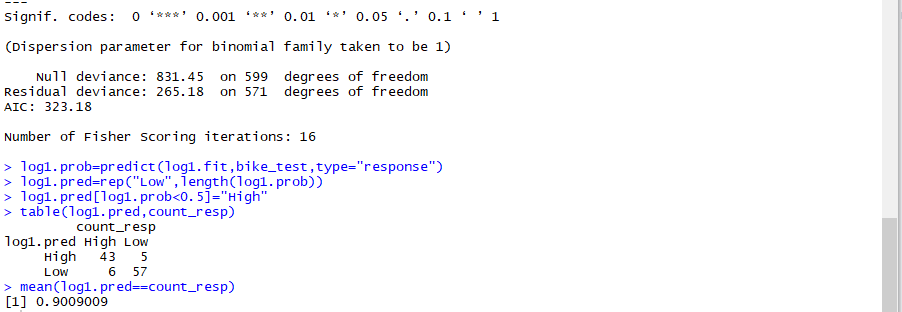 ---
Signif. codes:  0 ‘***’ 0.001 ‘**’ 0.01 ‘*’ 0.05 ‘.’ 0.1 ‘ ’ 1
(Dispersion parameter for binomial family taken to be 1)
    Null deviance: 831.45  on 599  degrees of freedom
Residual deviance: 265.18  on 571  degrees of freedom
AIC: 323.18
Number of Fisher Scoring iterations: 16
> log1.prob=predict(log1.fit,bike_test,type="response")
> log1.pred=rep("Low",length(log1.prob))
> log1.pred[log1.prob<0.5]="High"
> table(log1.pred,count_resp)
         count_resp
log1.pred High Low
     High   43   5
     Low     6  57
> mean(log1.pred==count_resp)
[1] 0.9009009